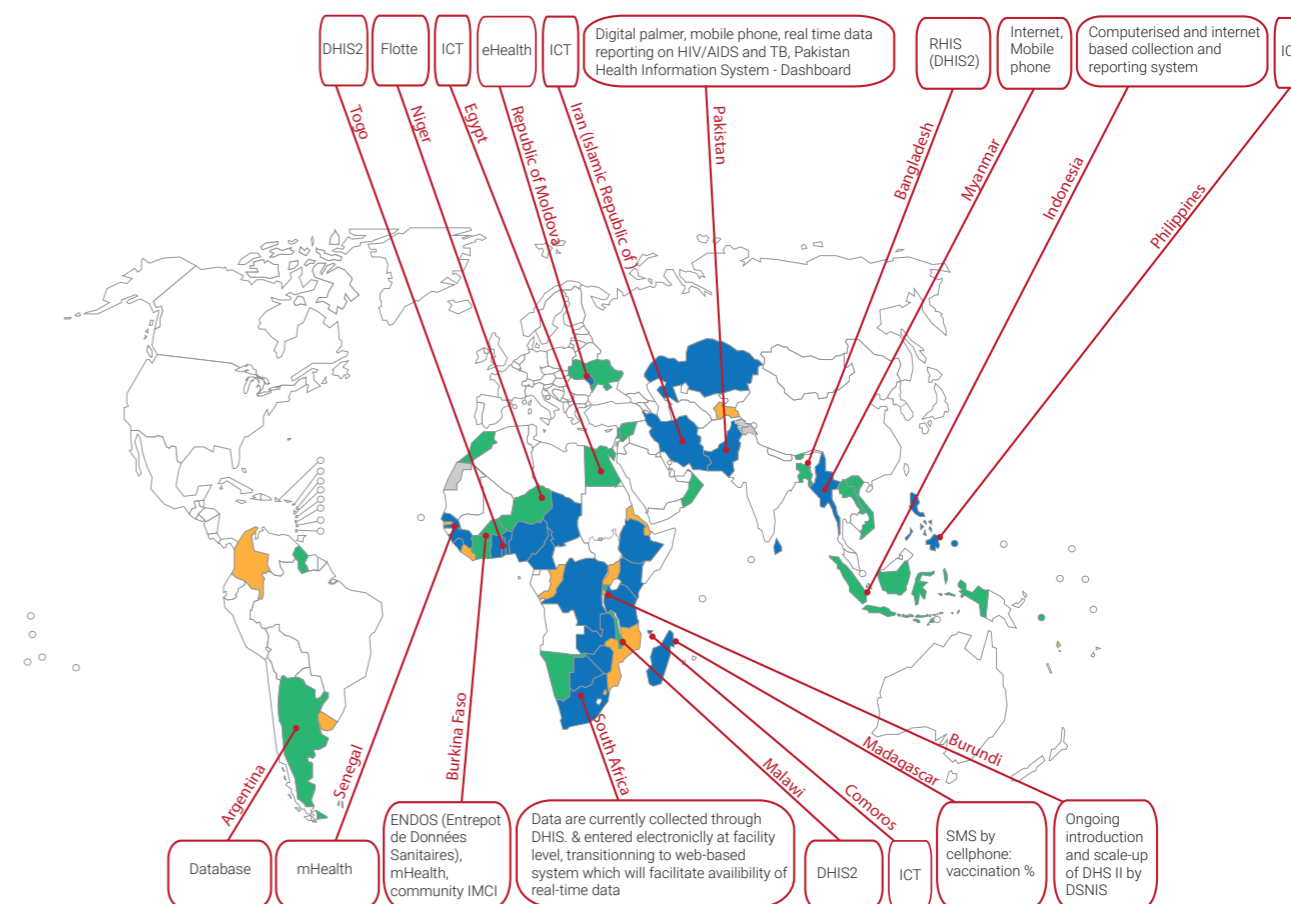 DHIS2
Flotte
ICT
eHealth
ICT
Digital palmer, mobile phone, real time data
reporting on HIV/AIDS and TB, Pakistan
Health Information System - Dashboard
RHIS
(DHIS2)
Internet,
Mobile
phone
Computerised and internet
based collection and
reporting system
Togo
Niger
Egypt
Republic of Moldova
Iran (Islamic Republic of )
Pakistan
Bangladesh
Myanmar
Indonesia
Philippines
Argentina
Senegal
Burkina Faso
South Africa
Malawi
Comoros
Madagascar
Burundi
Database
mHealth
ENDOS (Entrepot
de Données
Sanitaires),
mHealth,
community IMCI
Data are currently collected through
DHIS. & entered electroniclly at facility
level, transitionning to web-based
system which will facilitate availibility of
real-time data
DHIS2
ICT
SMS by
cellphone:
vaccination %
Ongoing
introduction
and scale-up
of DHS II by
DSNIS